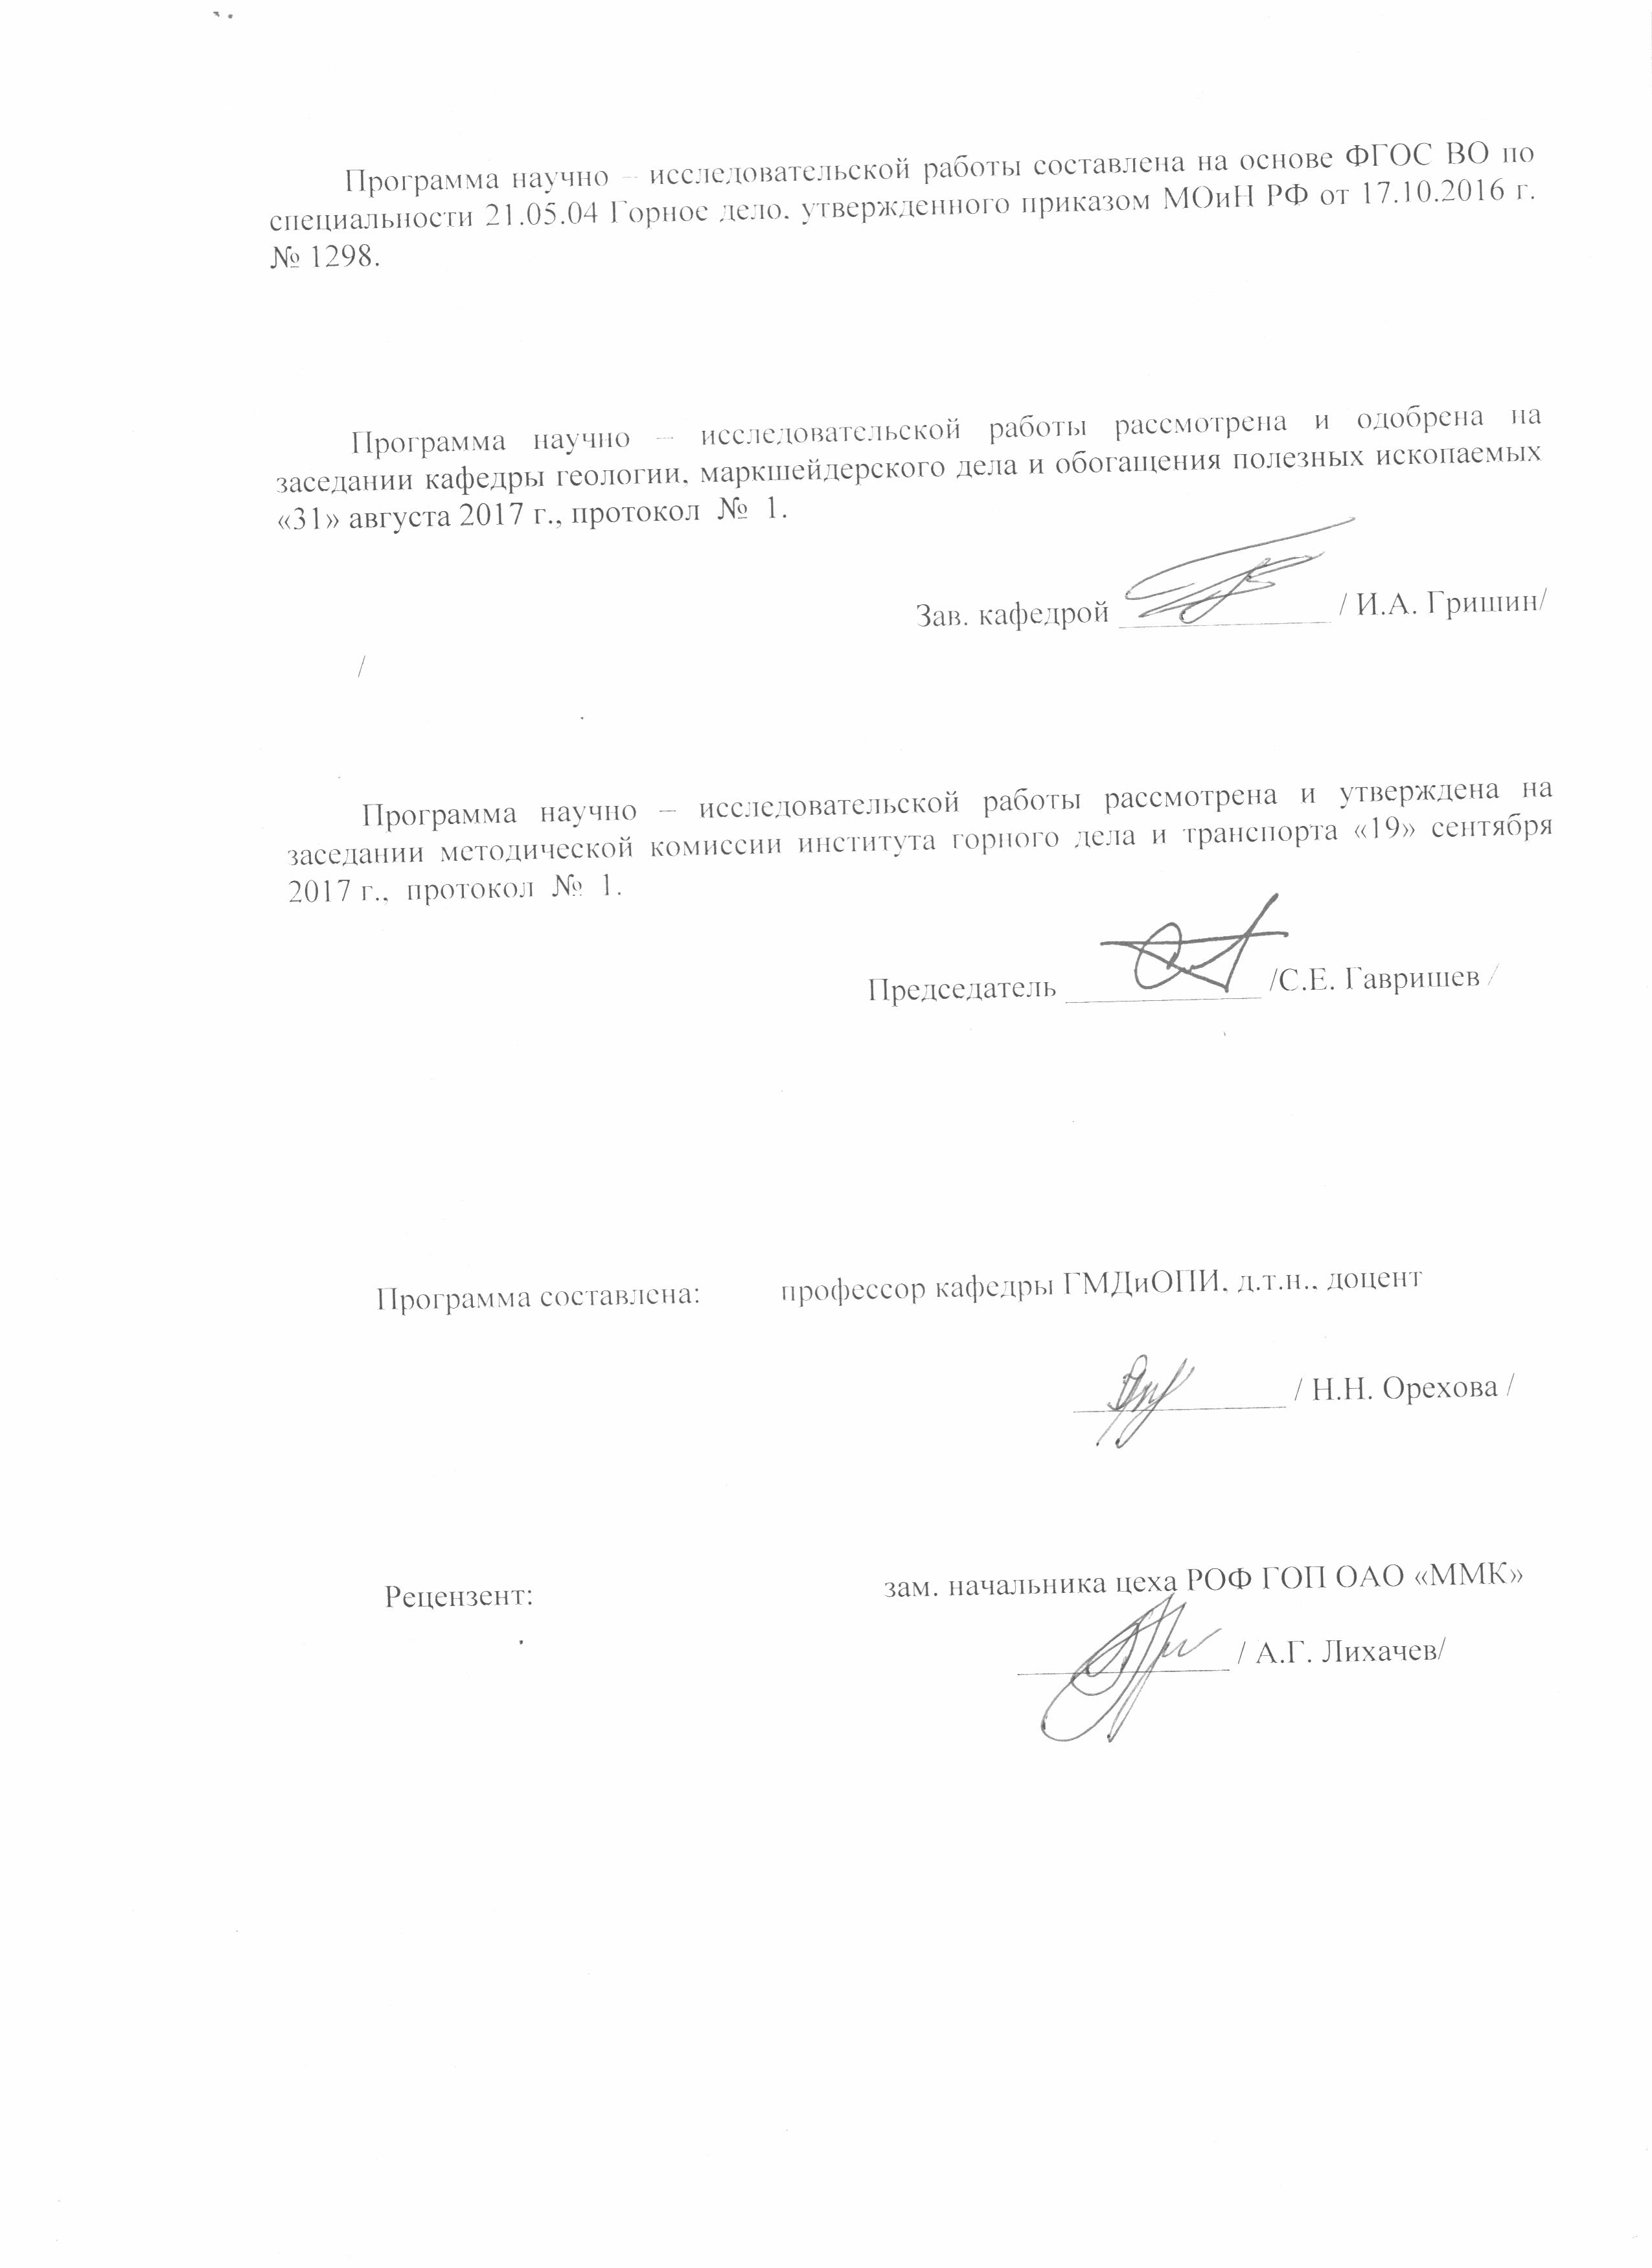 Программа научно – исследовательской работы составлена на основе ФГОС ВО по
специальности 21.05.04 Горное дело, утвержденного приказом МОиН РФ от 17.10.2016 г.
№ 1298.
Программа научно – исследовательской работы рассмотрена и одобрена на
заседании кафедры геологии, маркшейдерского дела и обогащения полезных ископаемых
«31» августа 2017 г., протокол № 1.
Зав. кафедрой / И.А. Гришин/
/
Программа научно – исследовательской работы рассмотрена и утверждена на
заседании методической комиссии института горного дела и транспорта «19» сентября
2017 г., протокол № 1.
Председатель /С.Е. Гавришев /
Программа составлена: профессор кафедры ГМДиОПИ, д.т.н., доцент
/ Н.Н. Орехова /
Рецензент: зам. начальника цеха РОФ ГОП ОАО «ММК»
/ А.Г. Лихачев/